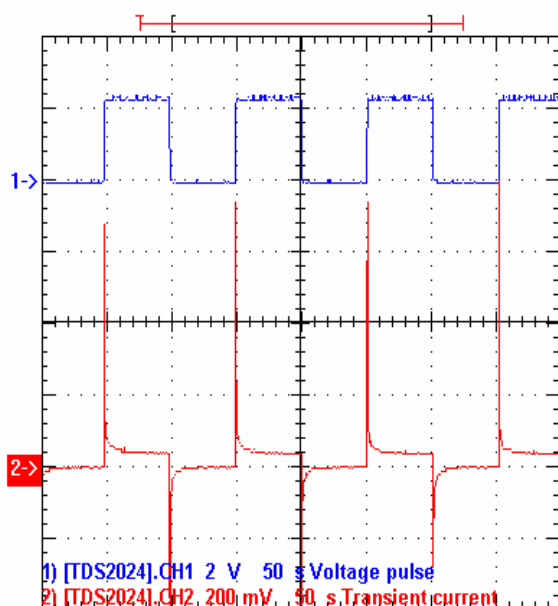 1->
2->
1) [TDS2024].CH1 2 V 50 s Voltage pulse
2) [TDS2024].CH2 200 mV 50 s Transient current